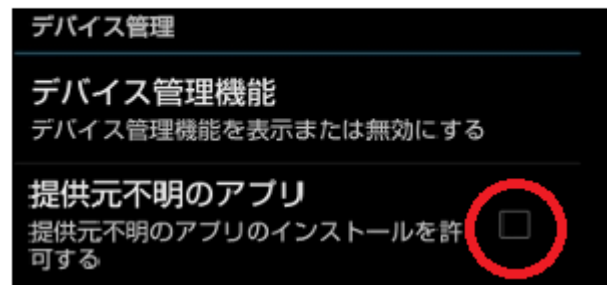 デバイス管理
デバイス管理機能
デバイス管理機能を表示または無効にする
提供元不明のアプリ
提供元不明のアプリのインストールを許
可する